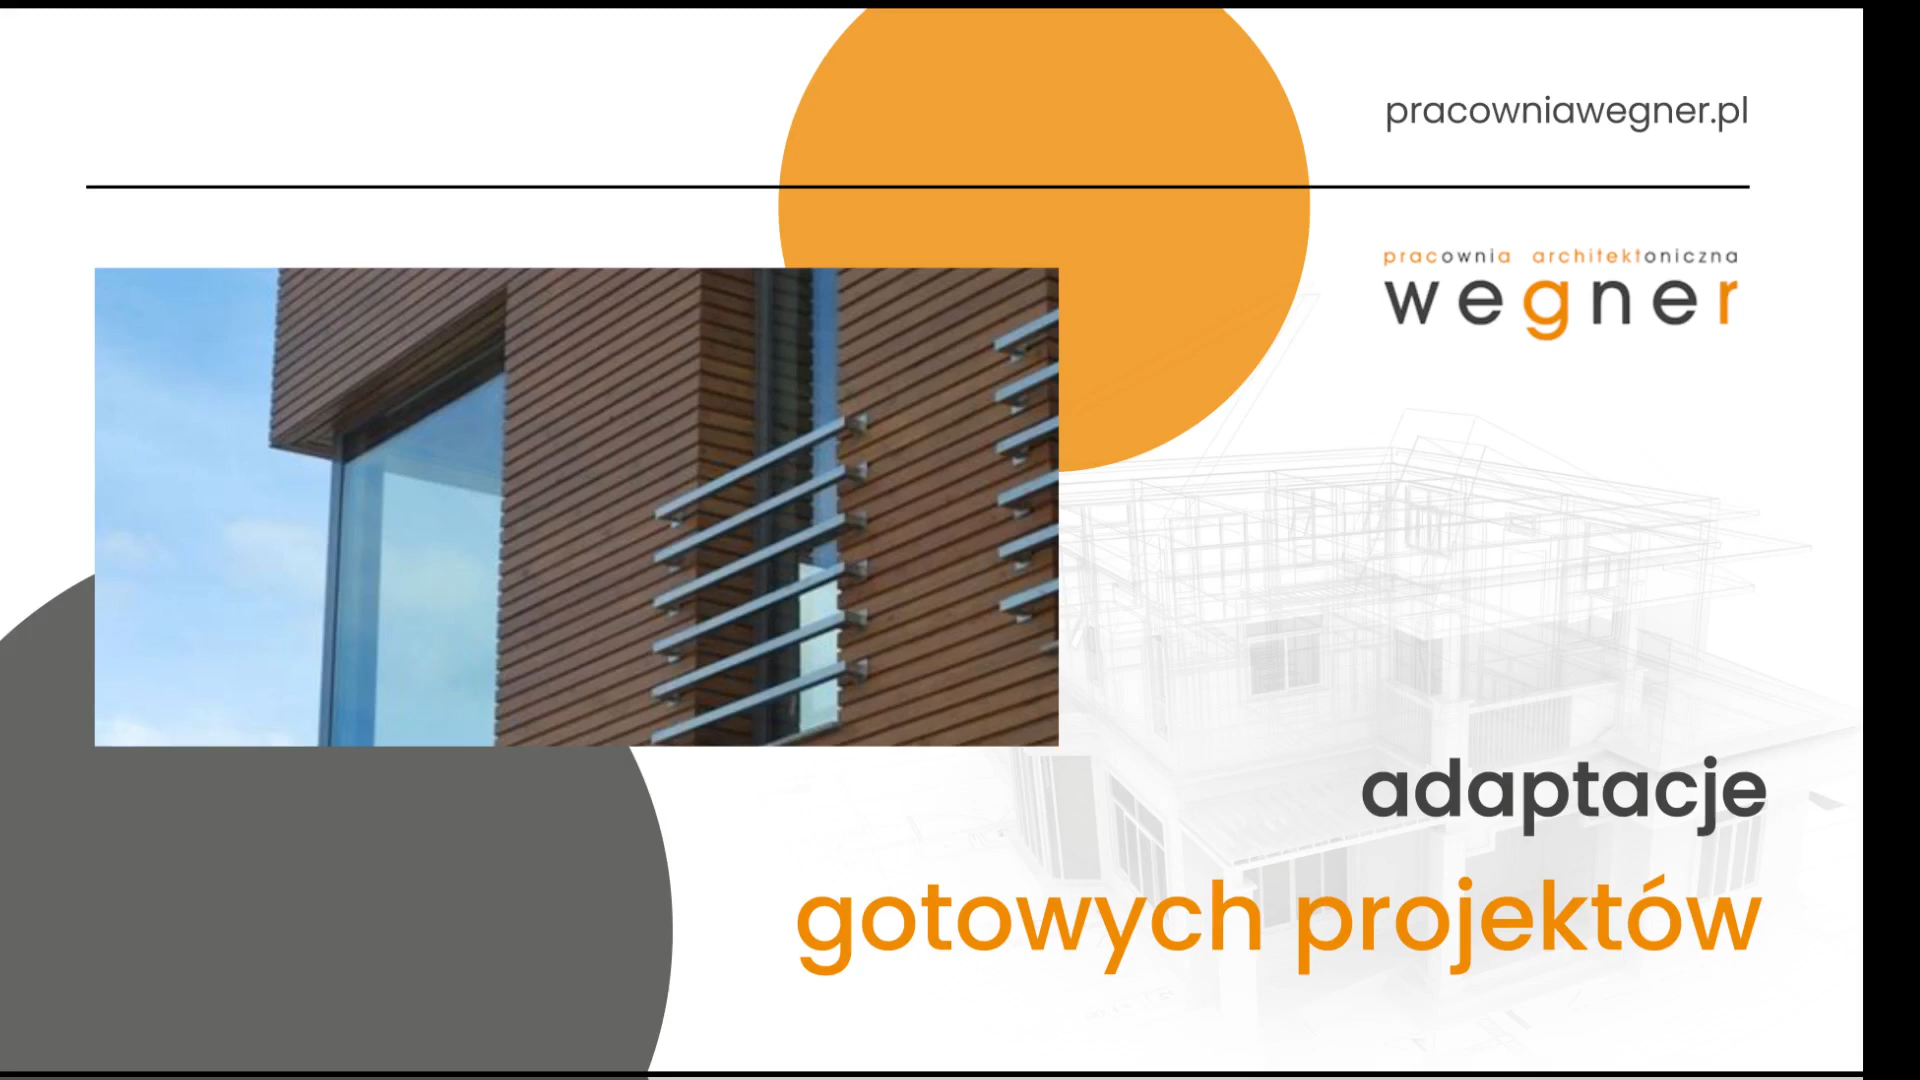 pracowniawegner.pl
pracownia architektoniczna
wegner
adaptacje
gotowych projektów